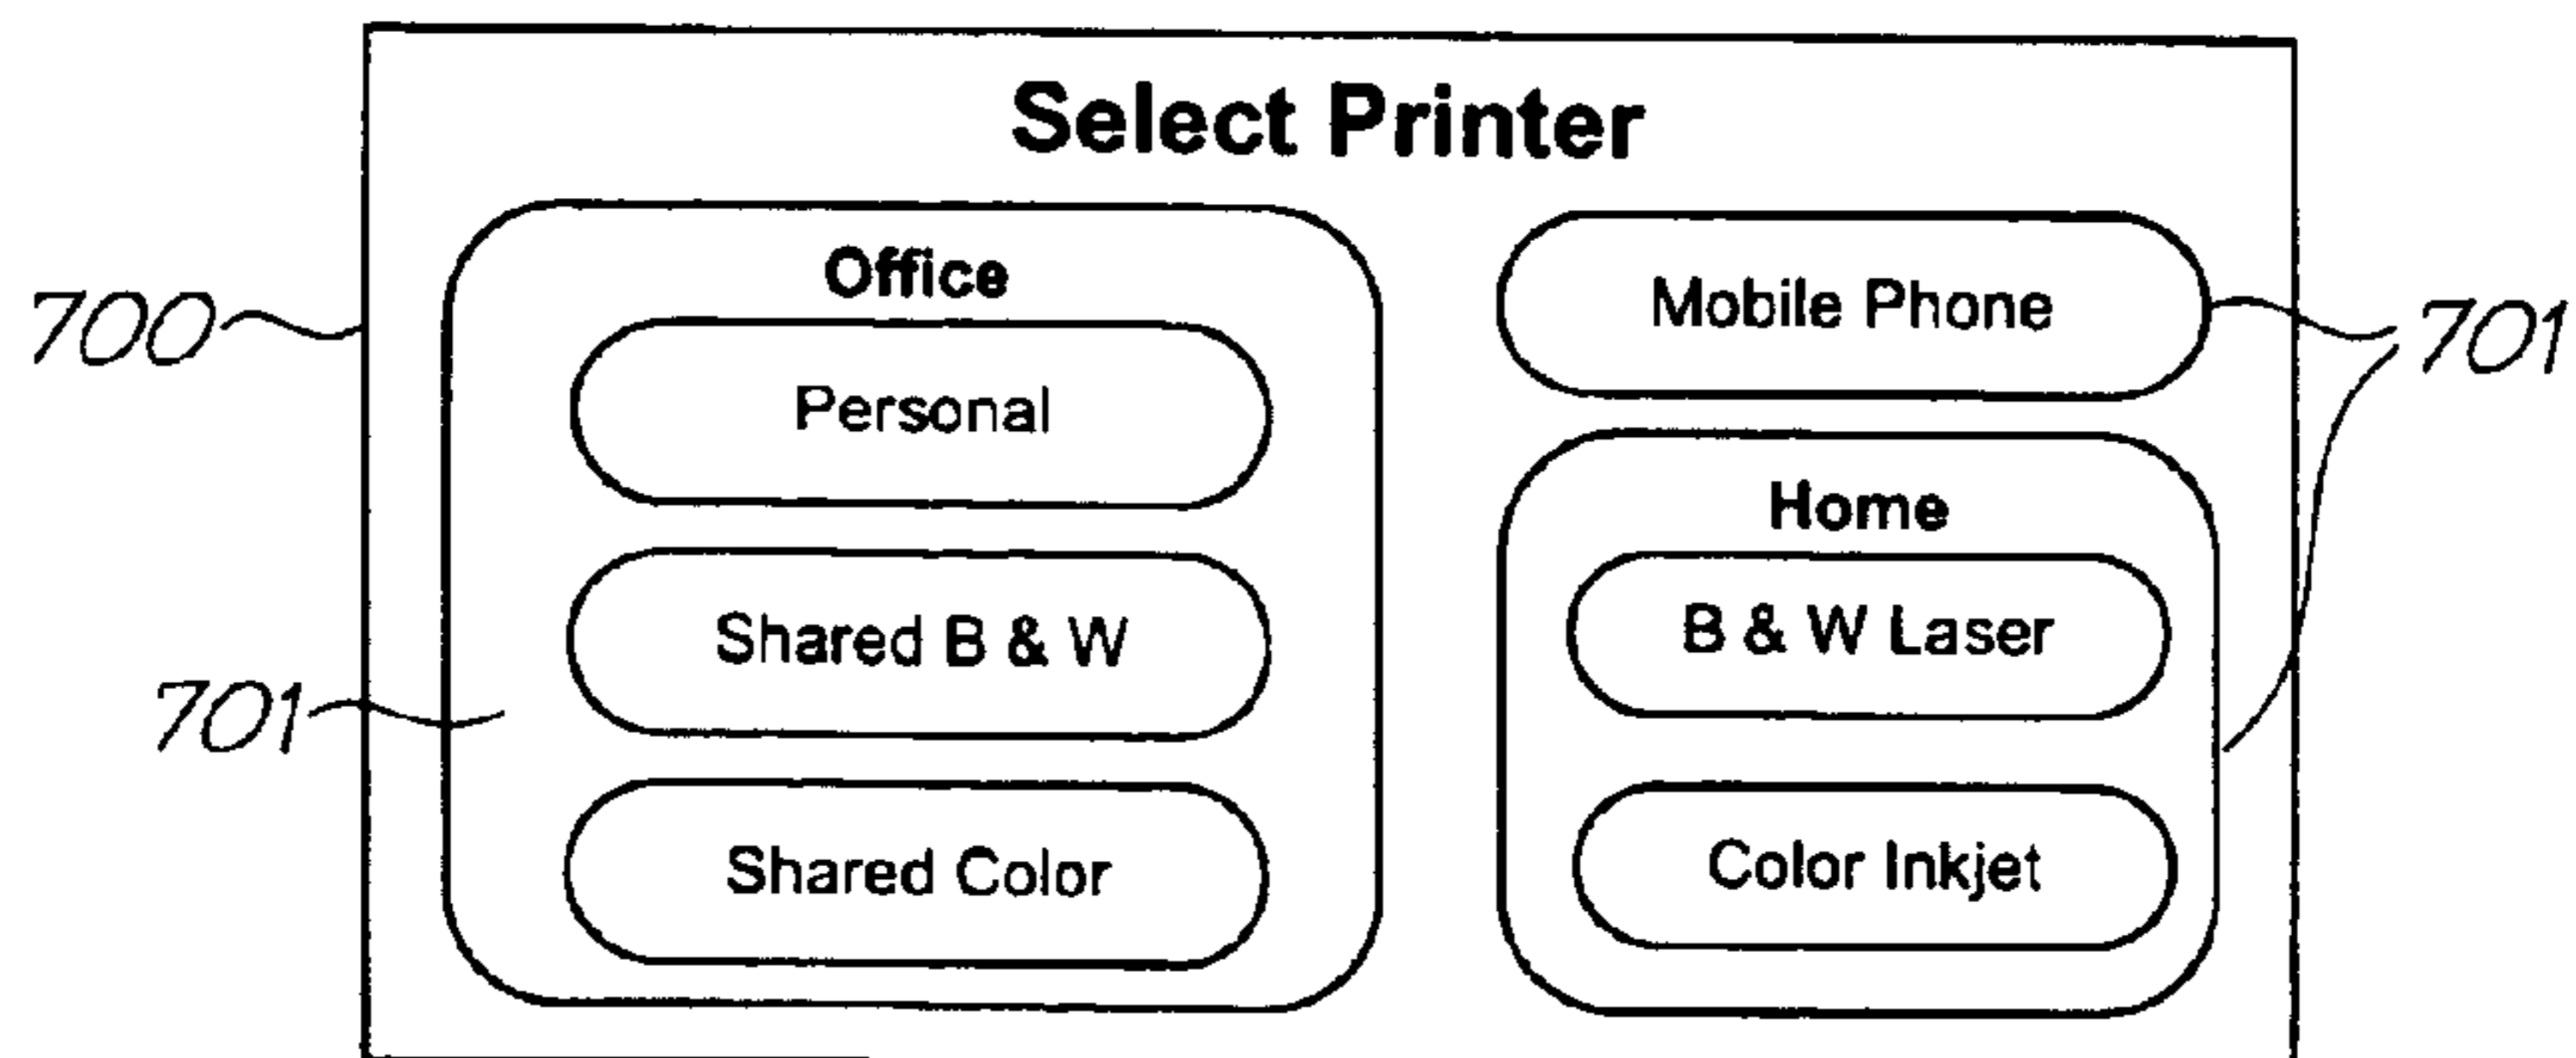 Select Printer
Office
Personal
Shared B & W
Shared Color
Mobile Phone
Home
B & W Laser
Color Inkjet
700
701
701